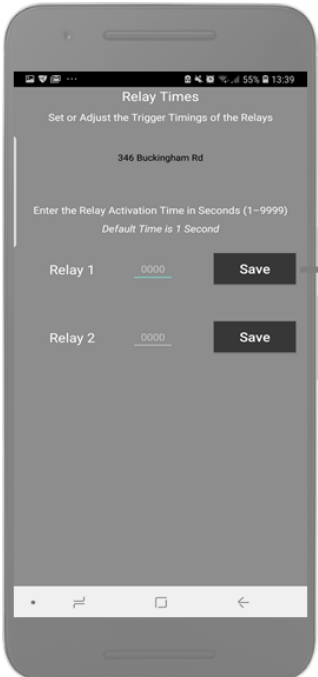 55% 13:39
Relay Times
Set or Adjust the Trigger Timings of the Relays
346 Buckingham Rd
Enter the Relay Activation Time in Seconds (1–9999)
Default Time is 1 Second
Relay 1 0000 Save
Relay 2 0000 Save